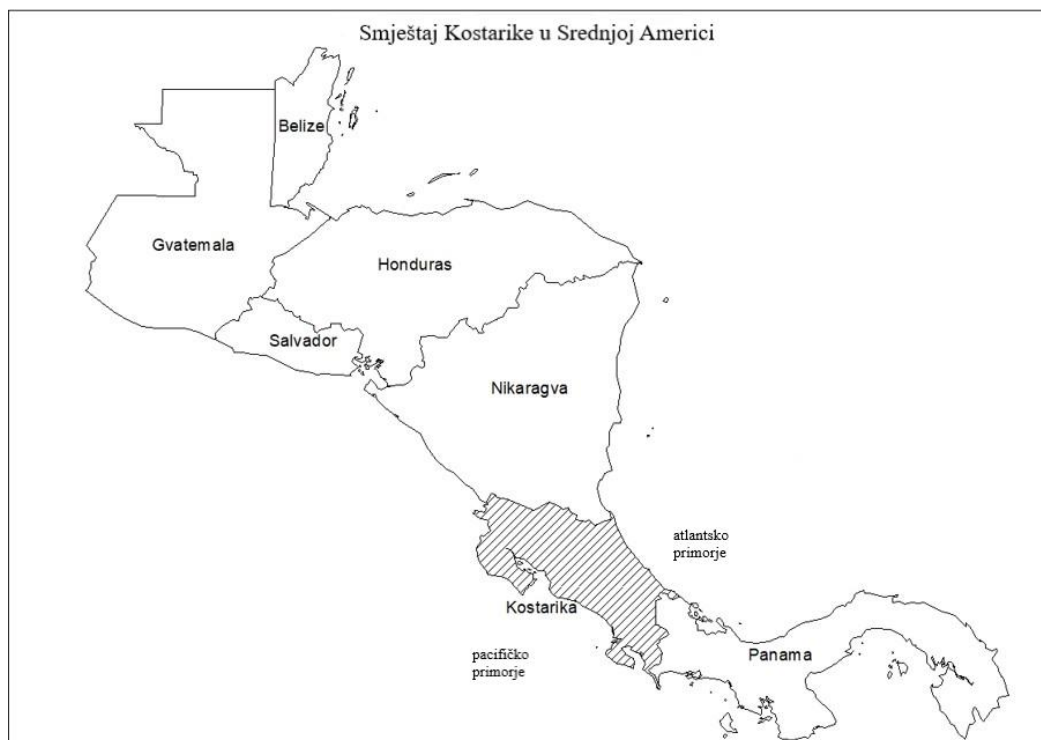 Smještaj Kostarike u Srednjoj Americi
Belize
Gvatemala
Honduras
Salvador
Nikaragva
atlantsko
primorje
Kostarika
pacifičko
primorje
Panama